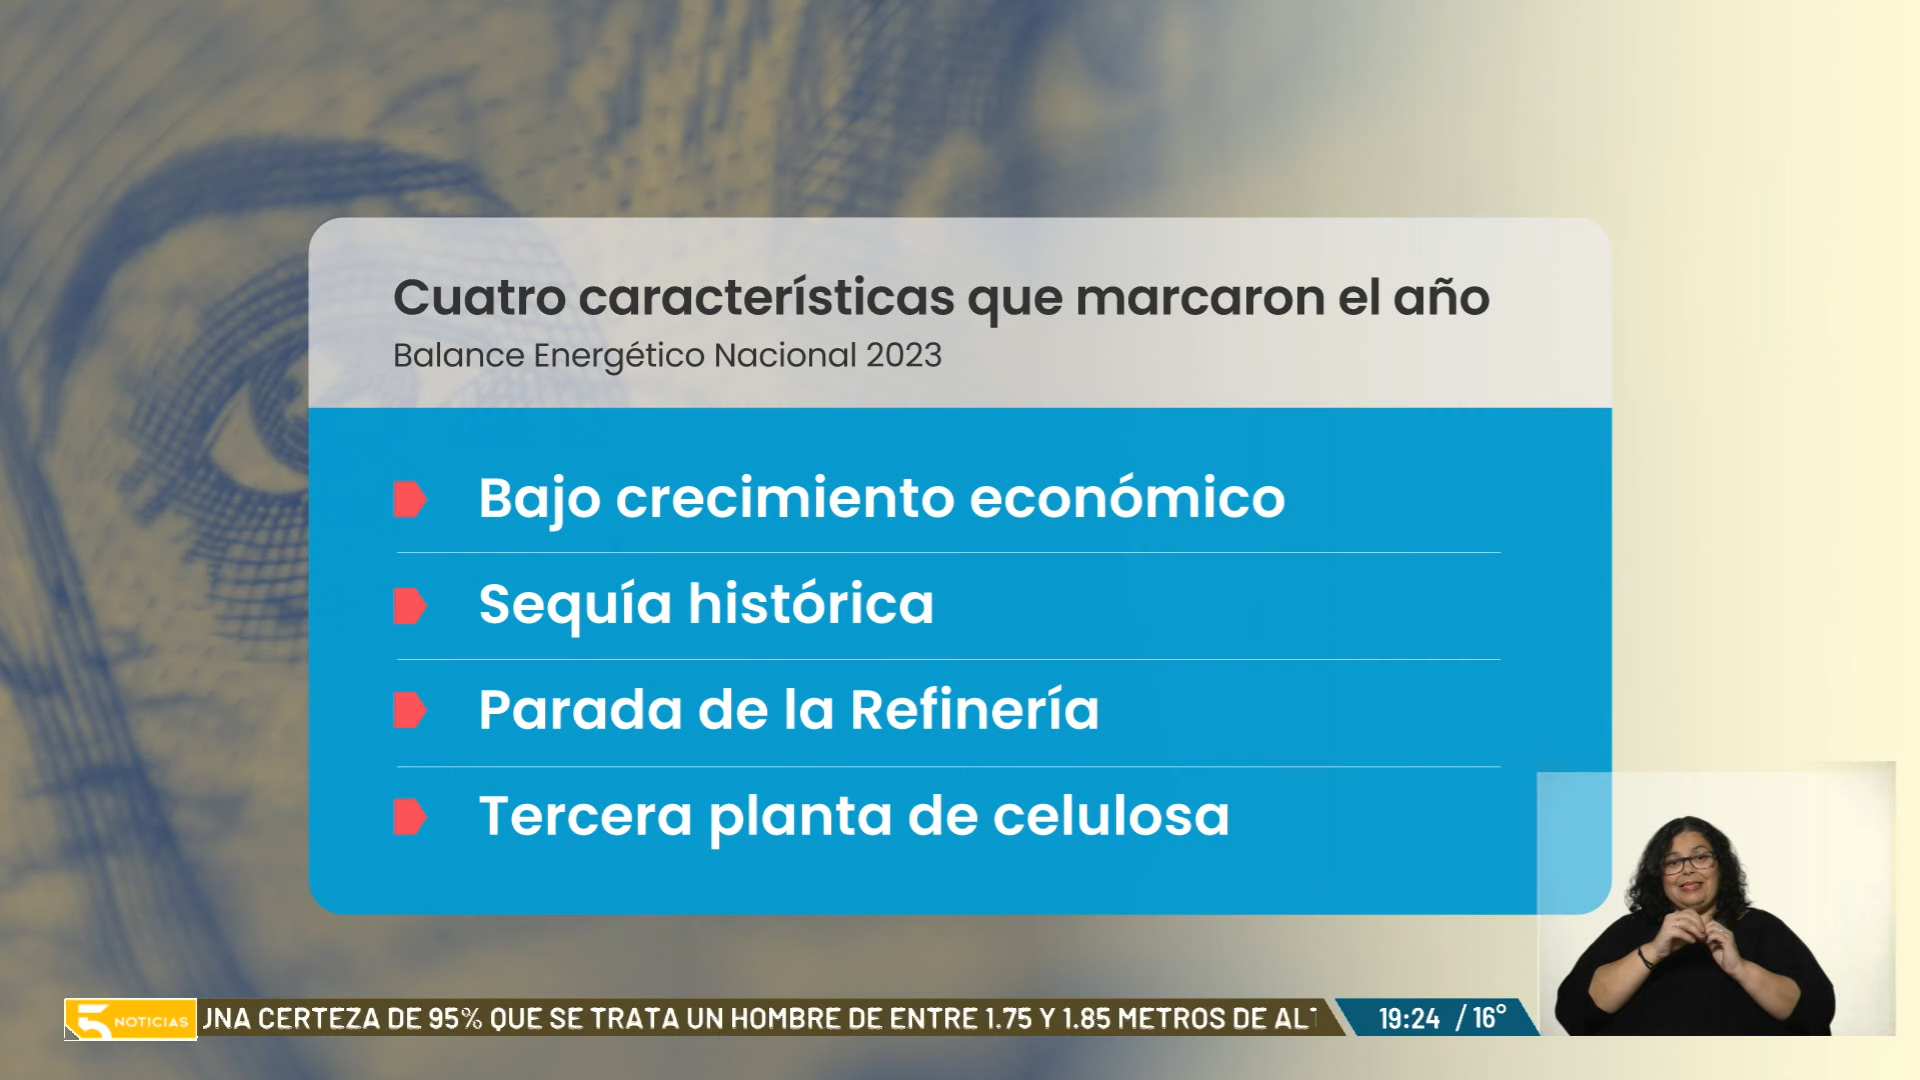 Cuatro características que marcaron el año
Balance Energético Nacional 2023
Bajo crecimiento económico
Sequía histórica
Parada de la Refinería
Tercera planta de celulosa
5 NOTICIAS
CERTEZA DE 95% QUE SE TRATA UN HOMBRE DE ENTRE 1.75 Y 1.85 METROS DE
19:24 / 16°